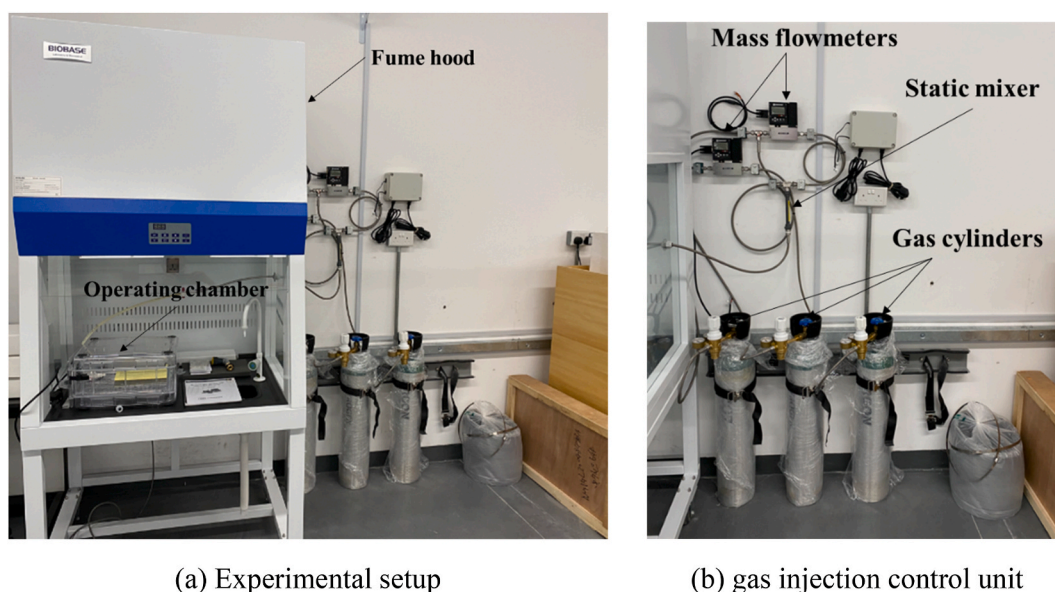 BIOBASE
Fume hood
Operating chamber
Mass flowmeters
Static mixer
Gas cylinders
(a) Experimental setup
(b) gas injection control unit